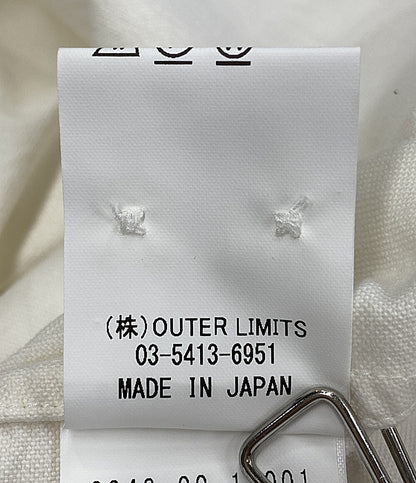 (株)OUTER LIMITS
03-5413-6951
MADE IN JAPAN